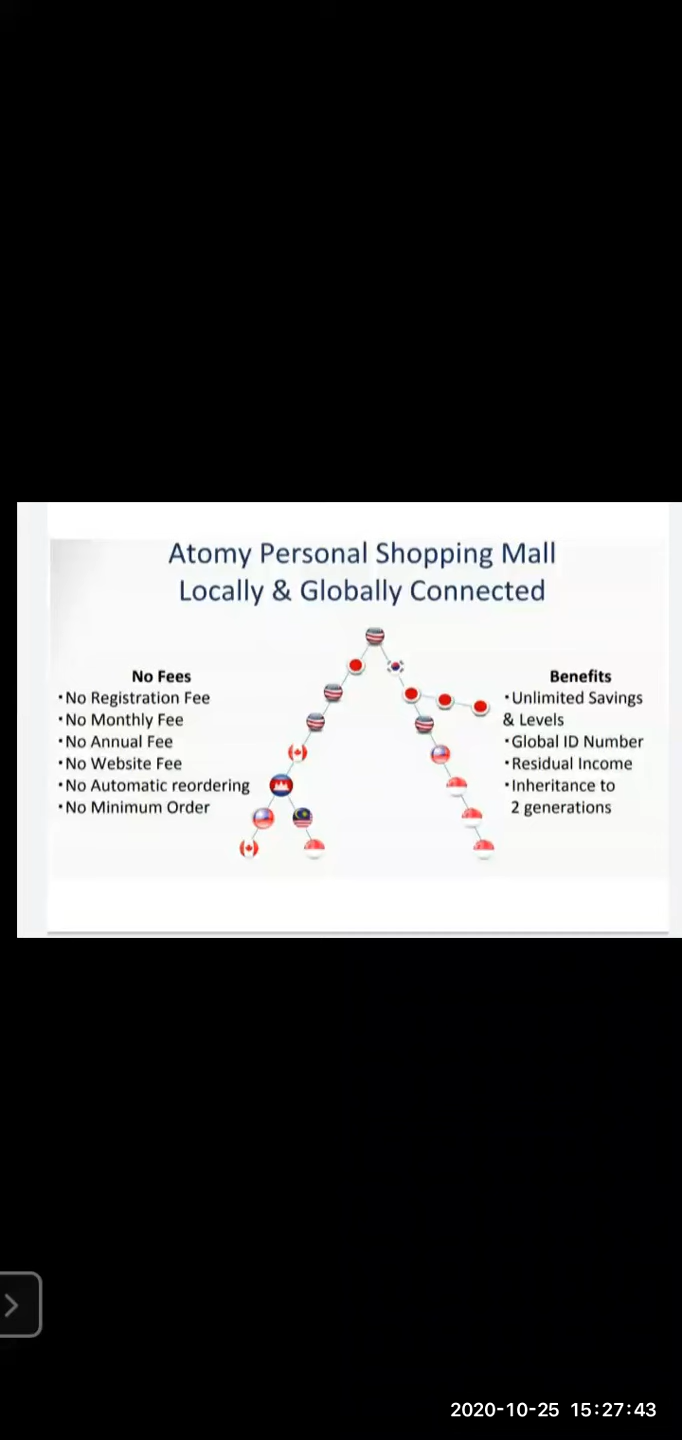 Atomy Personal Shopping Mall
Locally & Globally Connected
No Fees
·No Registration Fee
·No Monthly Fee
·No Annual Fee
·No Website Fee
·No Automatic reordering
·No Minimum Order
Benefits
·Unlimited Savings
& Levels
·Global ID Number
·Residual Income
·Inheritance to
2 generations
2020-10-25 15:27:43